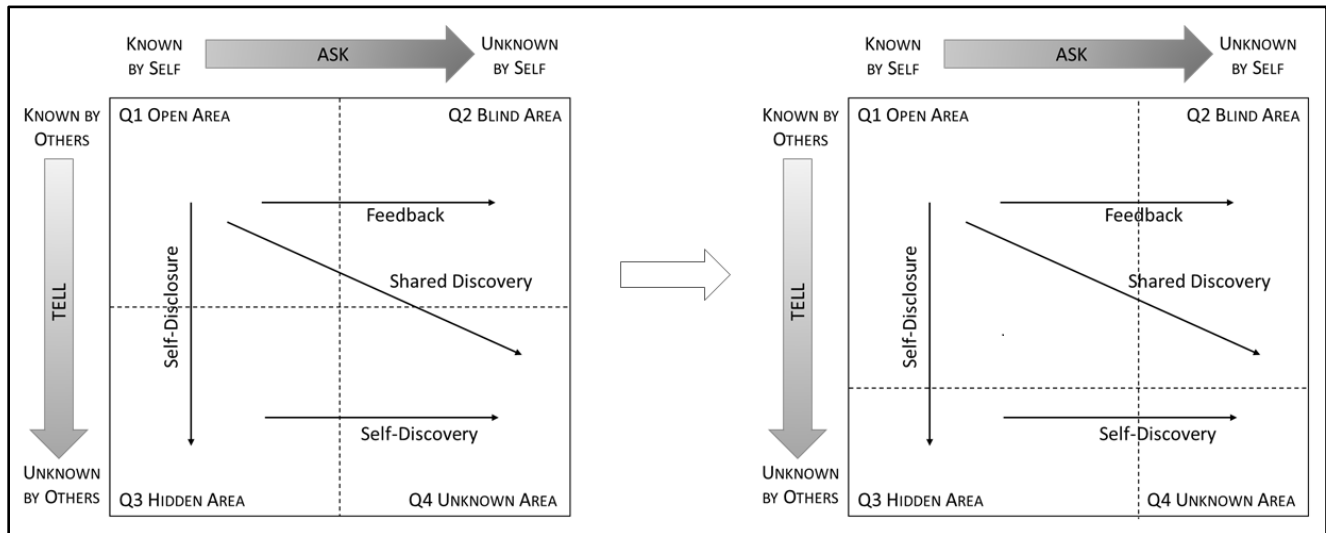 KNOWN
BY SELF
ASK
UNKNOWN
BY SELF
KNOWN BY
OTHERS
TELL
UNKNOWN
BY OTHERS
Q1 OPEN AREA
Q2 BLIND AREA
Feedback
Self-Disclosure
Shared Discovery
Self-Discovery
Q3 HIDDEN AREA
Q4 UNKNOWN AREA
KNOWN
BY SELF
ASK
UNKNOWN
BY SELF
KNOWN BY
OTHERS
TELL
UNKNOWN
BY OTHERS
Q1 OPEN AREA
Q2 BLIND AREA
Feedback
Self-Disclosure
Shared Discovery
Self-Discovery
Q3 HIDDEN AREA
Q4 UNKNOWN AREA